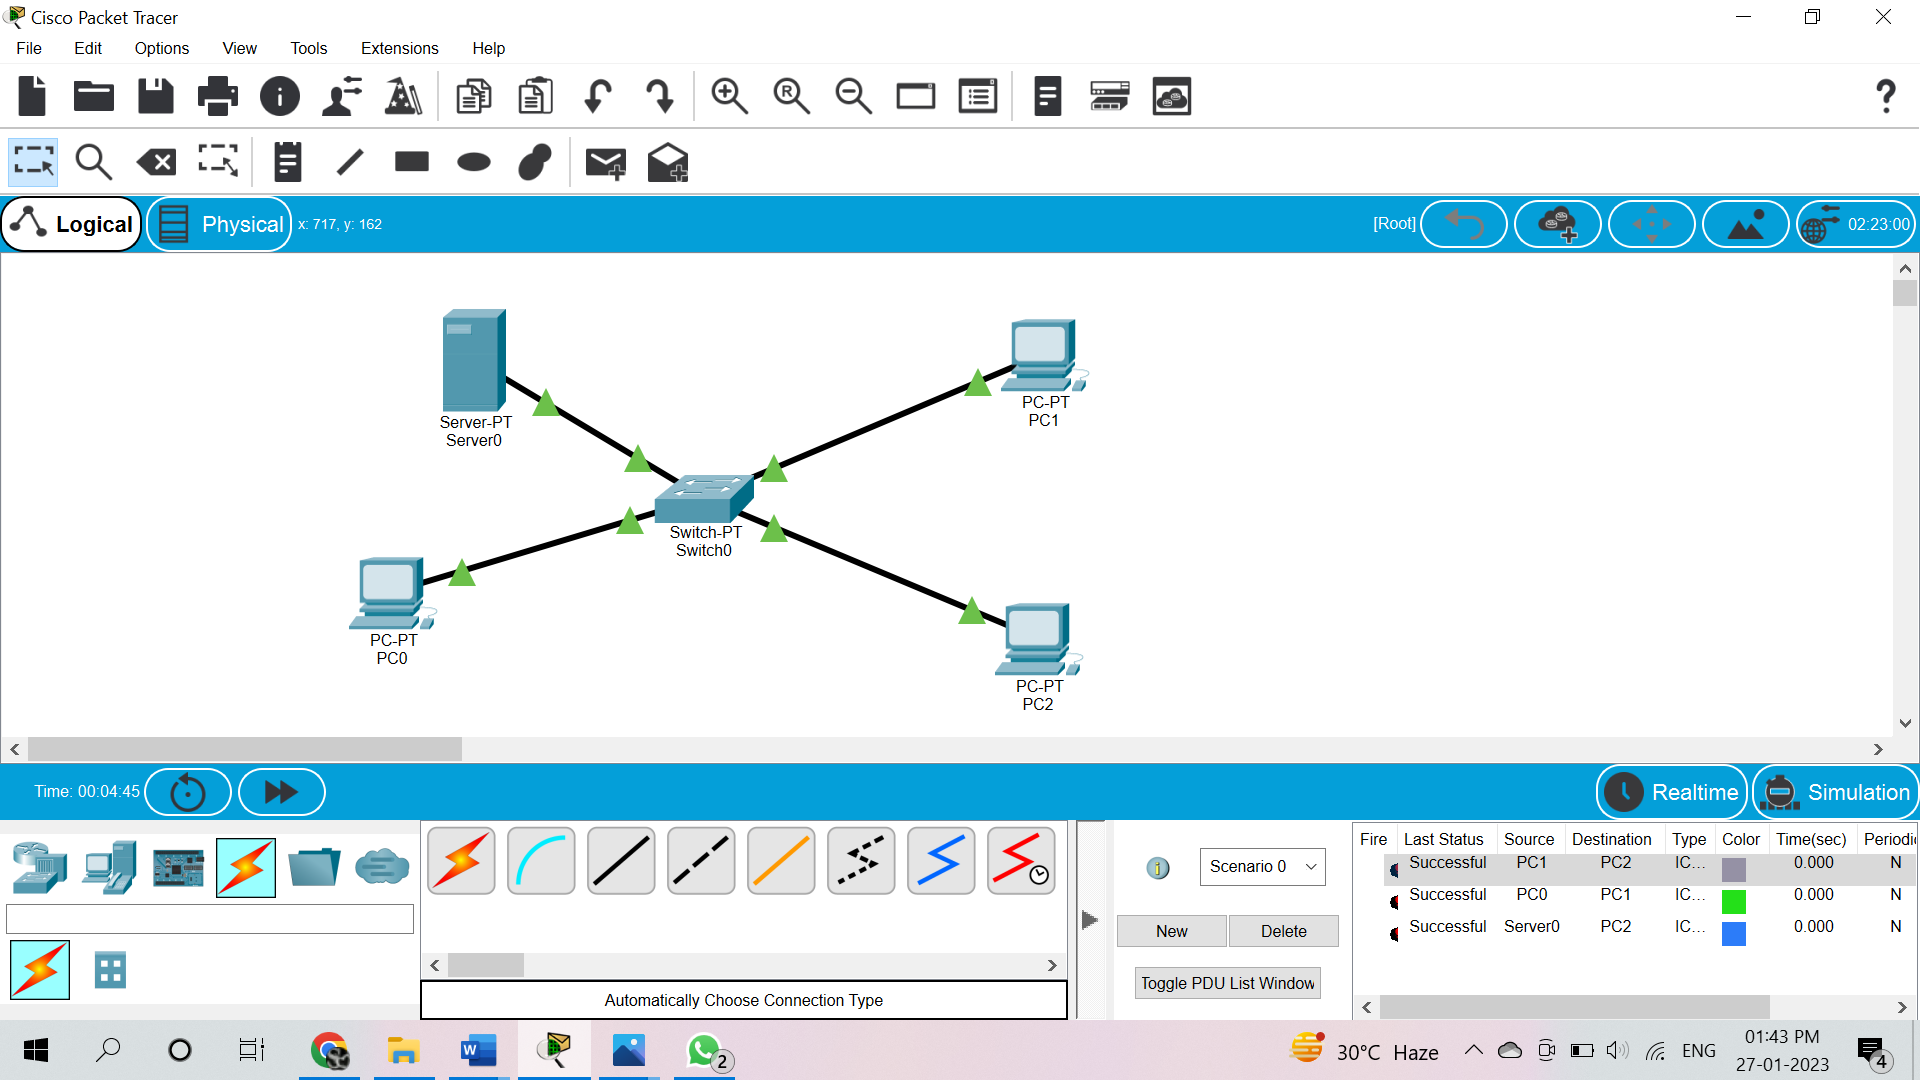 Cisco Packet Tracer
File Edit Options View Tools Extensions Help
Logical Physical x: 717, y: 162 [Root] 02:23:00
Server-PT
Server0
PC-PT
PC1
Switch-PT
Switch0
PC-PT
PC0
PC-PT
PC2
Time: 00:04:45 Realtime Simulation
Fire Last Status Source Destination Type Color Time(sec) Periodi
Successful PC1 PC2 IC... 0.000 N
Successful PC0 PC1 IC... 0.000 N
Successful Server0 PC2 IC... 0.000 N
Scenario 0
New Delete
Toggle PDU List Window
Automatically Choose Connection Type
2
30°C Haze ENG
01:43 PM
27-01-2023
4